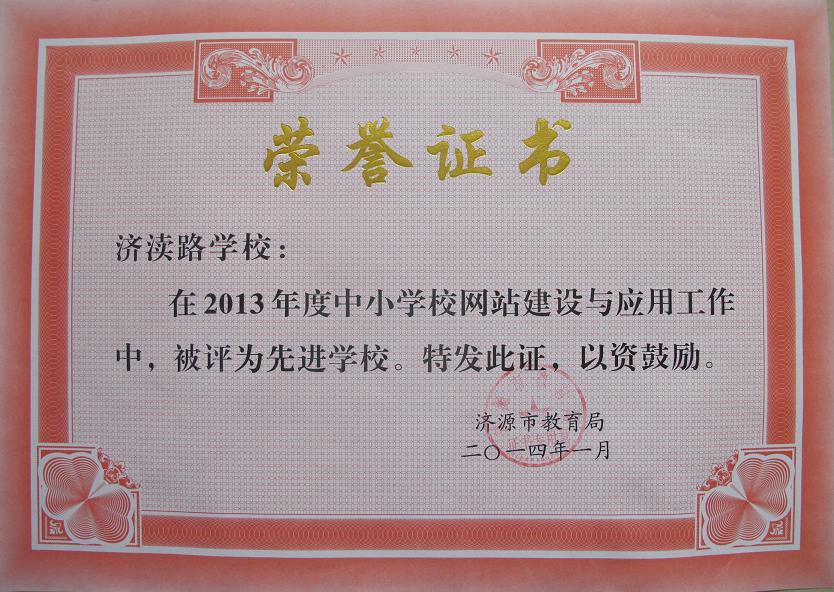 荣誉证书
济渎路学校：
在2013年度中小学校网站建设与应用工作
中，被评为先进学校。特发此证，以资鼓励。
济源市教育局
二〇一四年一月